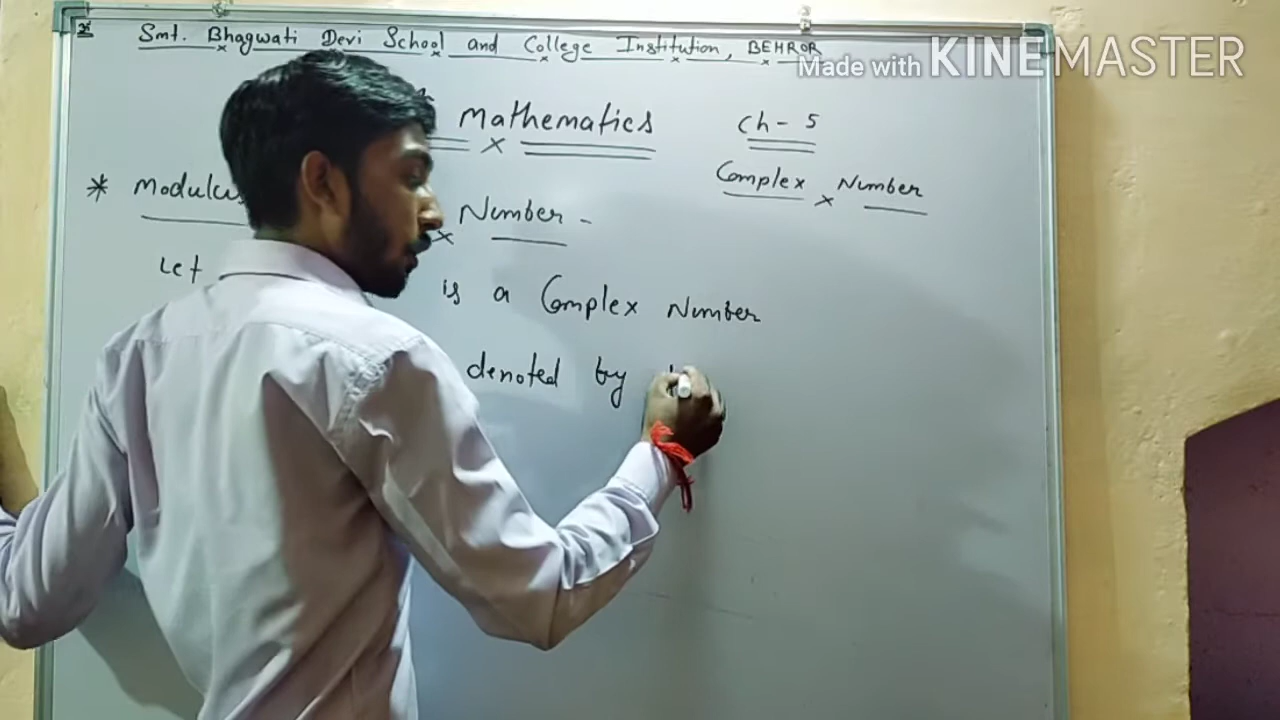 Smt. Bhagwati Devi School and College Institution, BEHROR
Made with KINEMASTER
Mathematics
Ch - 5
Complex Number
* Modulus Number -
Let is a Complex Number
denoted by